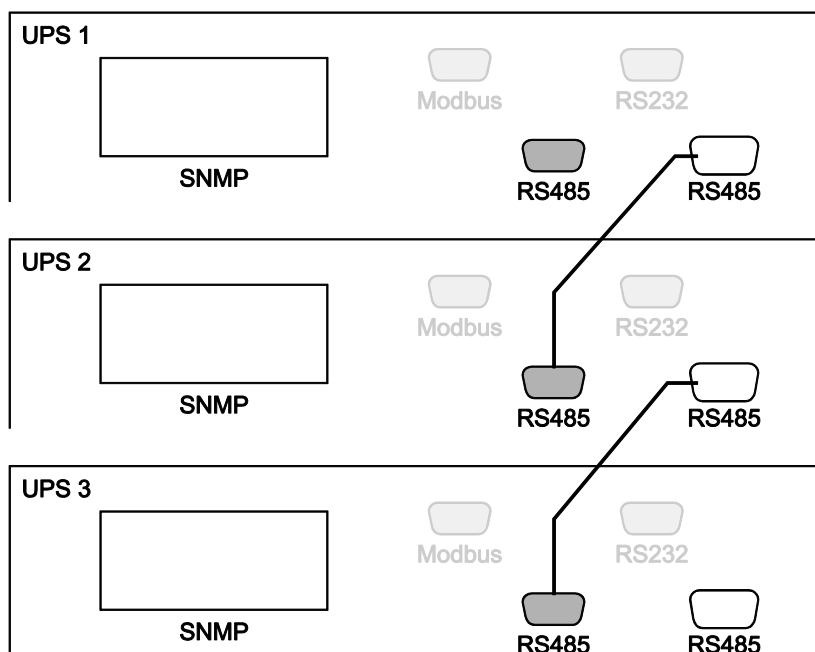 UPS 1
Modbus RS232
SNMP RS485 RS485
UPS 2
Modbus RS232
SNMP RS485 RS485
UPS 3
Modbus RS232
SNMP RS485 RS485